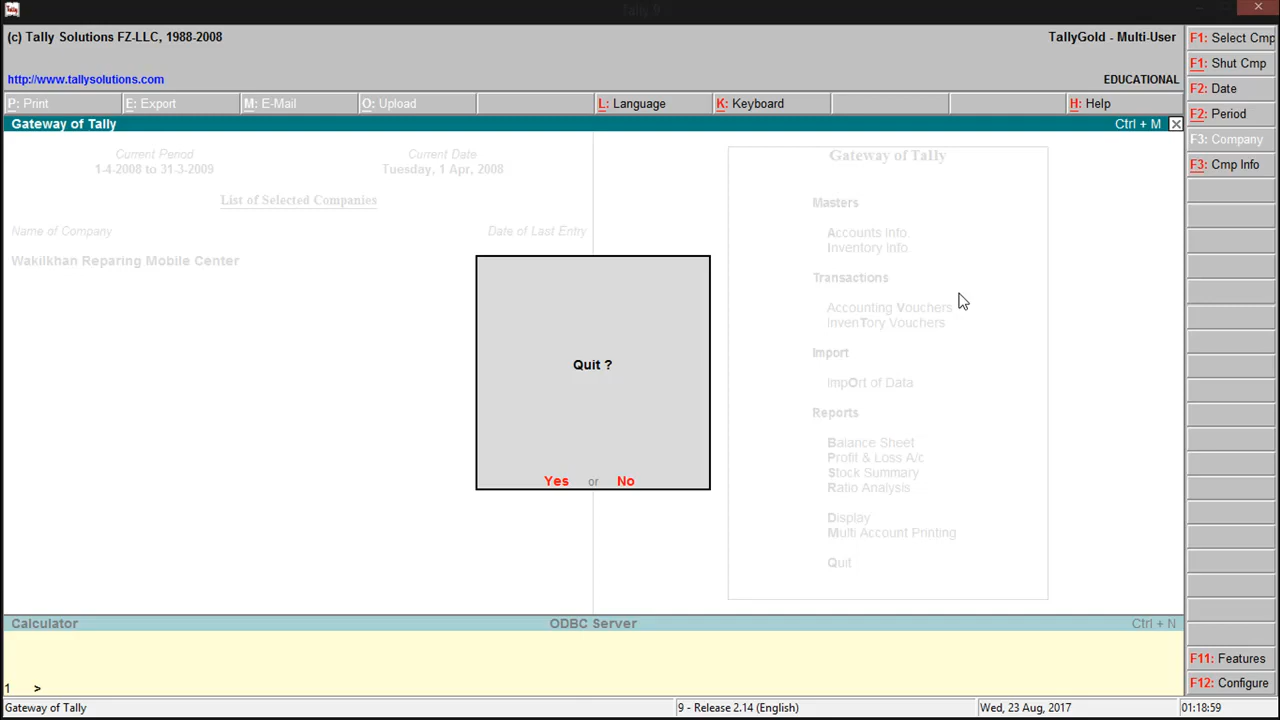 Tally 9
(c) Tally Solutions FZ-LLC, 1988-2008
TallyGold - Multi-User
http://www.tallysolutions.com
EDUCATIONAL
P: Print
E: Export
M: E-Mail
O: Upload
L: Language
K: Keyboard
H: Help
Gateway of Tally
Ctrl + M
Current Period
1-4-2008 to 31-3-2009
Current Date
Tuesday, 1 Apr, 2008
List of Selected Companies
Name of Company
Date of Last Entry
Wakilkhan Reparing Mobile Center
Quit ?
Yes or No
Gateway of Tally
Masters
Accounts Info.
Inventory Info.
Transactions
Accounting Vouchers
InvenTory Vouchers
Import
ImpOrt of Data
Reports
Balance Sheet
Profit & Loss A/c
Stock Summary
Ratio Analysis
Display
Multi Account Printing
Quit
F1: Select Cmp
F1: Shut Cmp
F2: Date
F2: Period
F3: Company
F3: Cmp Info
F11: Features
F12: Configure
Calculator
ODBC Server
Ctrl + N
1 >
Gateway of Tally
9 - Release 2.14 (English)
Wed, 23 Aug, 2017
01:18:59